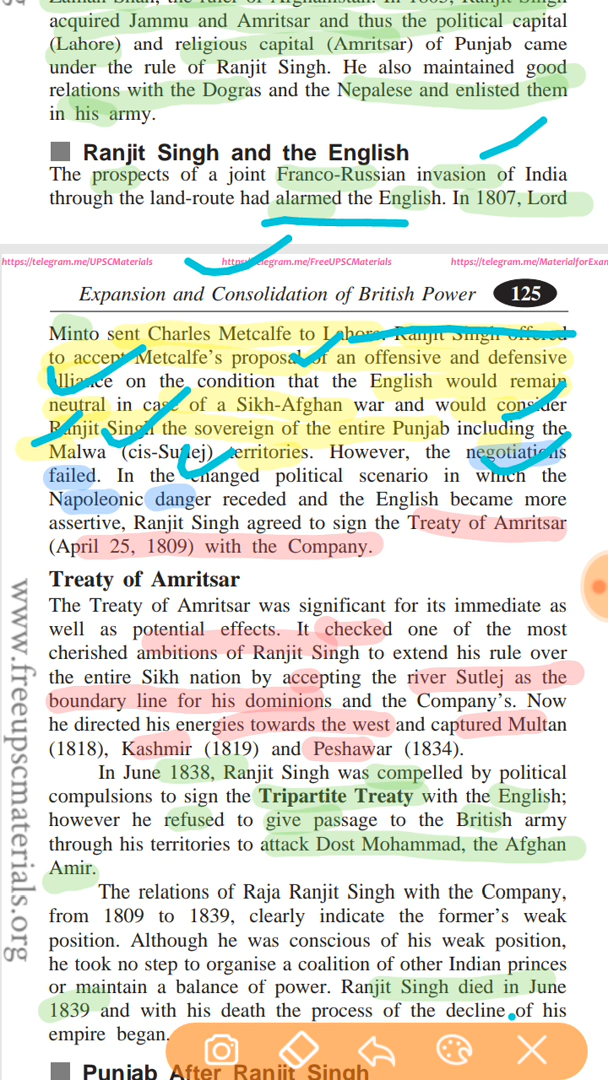 acquired Jammu and Amritsar and thus the political capital
(Lahore) and religious capital (Amritsar) of Punjab came
under the rule of Ranjit Singh. He also maintained good
relations with the Dogras and the Nepalese and enlisted them
in his army.
Ranjit Singh and the English
The prospects of a joint Franco-Russian invasion of India
through the land-route had alarmed the English. In 1807, Lord
https://telegram.me/UPSCMaterials https://telegram.me/FreeUPSCMaterials https://telegram.me/MaterialforExam
Expansion and Consolidation of British Power 125
Minto sent Charles Metcalfe to Lahore. Ranjit Singh offered
to accept Metcalfe's proposal of an offensive and defensive
alliance on the condition that the English would remain
neutral in case of a Sikh-Afghan war and would consider
Ranjit Singh the sovereign of the entire Punjab including the
Malwa (cis-Sutlej) territories. However, the negotiations
failed. In the changed political scenario in which the
Napoleonic danger receded and the English became more
assertive, Ranjit Singh agreed to sign the Treaty of Amritsar
(April 25, 1809) with the Company.
Treaty of Amritsar
The Treaty of Amritsar was significant for its immediate as
well as potential effects. It checked one of the most
cherished ambitions of Ranjit Singh to extend his rule over
the entire Sikh nation by accepting the river Sutlej as the
boundary line for his dominions and the Company's. Now
he directed his energies towards the west and captured Multan
(1818), Kashmir (1819) and Peshawar (1834).
In June 1838, Ranjit Singh was compelled by political
compulsions to sign the Tripartite Treaty with the English;
however he refused to give passage to the British army
through his territories to attack Dost Mohammad, the Afghan
Amir.
The relations of Raja Ranjit Singh with the Company,
from 1809 to 1839, clearly indicate the former's weak
position. Although he was conscious of his weak position,
he took no step to organise a coalition of other Indian princes
or maintain a balance of power. Ranjit Singh died in June
1839 and with his death the process of the decline of his
empire began.
Punjab After Ranjit Singh
www.freeupscmaterials.org